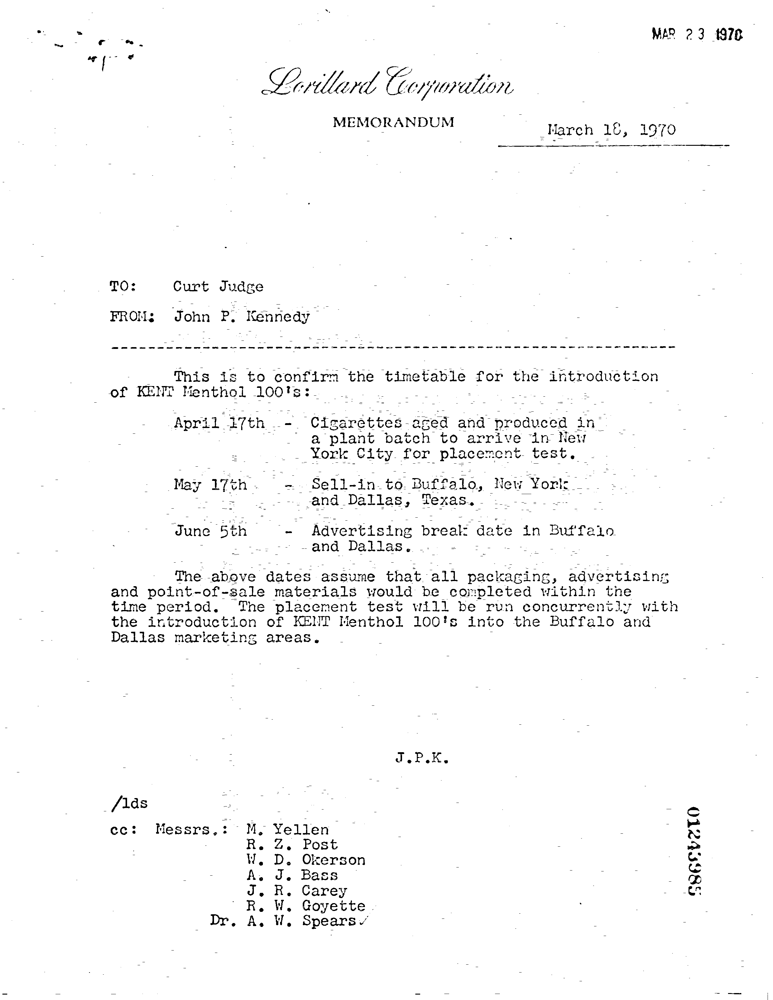 MAR 23 1970
Lorillard Corporation
MEMORANDUM
March 18, 1970
TO: Curt Judge
FROM: John P. Kennedy
This is to confirm the timetable for the introduction
of KENT Menthol 100's:
April 17th - Cigarettes aged and produced in
a plant batch to arrive in New
York City for placement test.
May 17th - Sell-in to Buffalo, New York
and Dallas, Texas.
June 5th - Advertising break date in Buffalo
and Dallas.
The above dates assume that all packaging, advertising
and point-of-sale materials would be completed within the
time period. The placement test will be run concurrently with
the introduction of KENT Menthol 100's into the Buffalo and
Dallas marketing areas.
J.P.K.
/lds
cc: Messrs.: M. Yellen
R. Z. Post
W. D. Okerson
A. J. Bass
J. R. Carey
R. W. Goyette
Dr. A. W. Spears✓
01243985